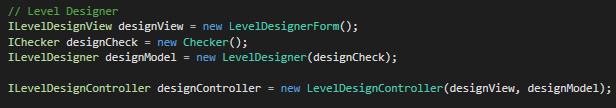 // Level Designer
ILevelDesignView designView = new LevelDesignerForm();
IChecker designCheck = new Checker();
ILevelDesigner designModel = new LevelDesigner(designCheck);
ILevelDesignController designController = new LevelDesignController(designView, designModel);